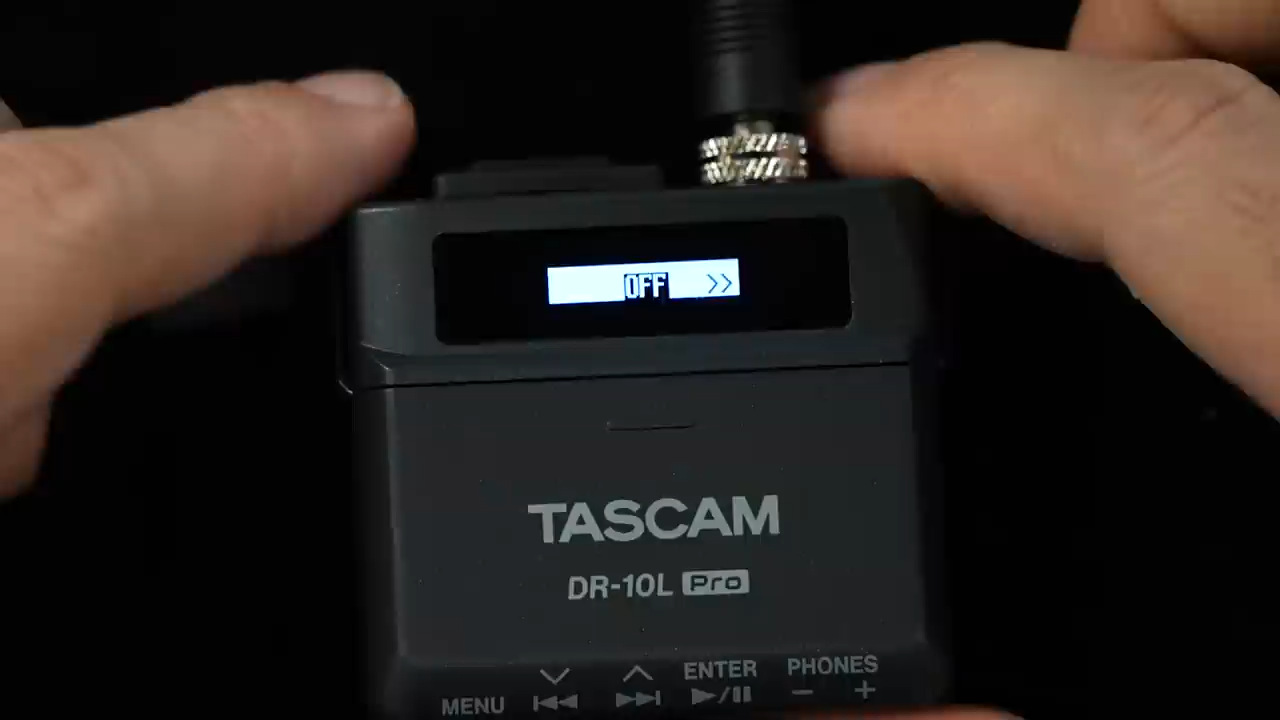 OFF >>
TASCAM
DR-10L Pro
ENTER PHONES
MENU - +